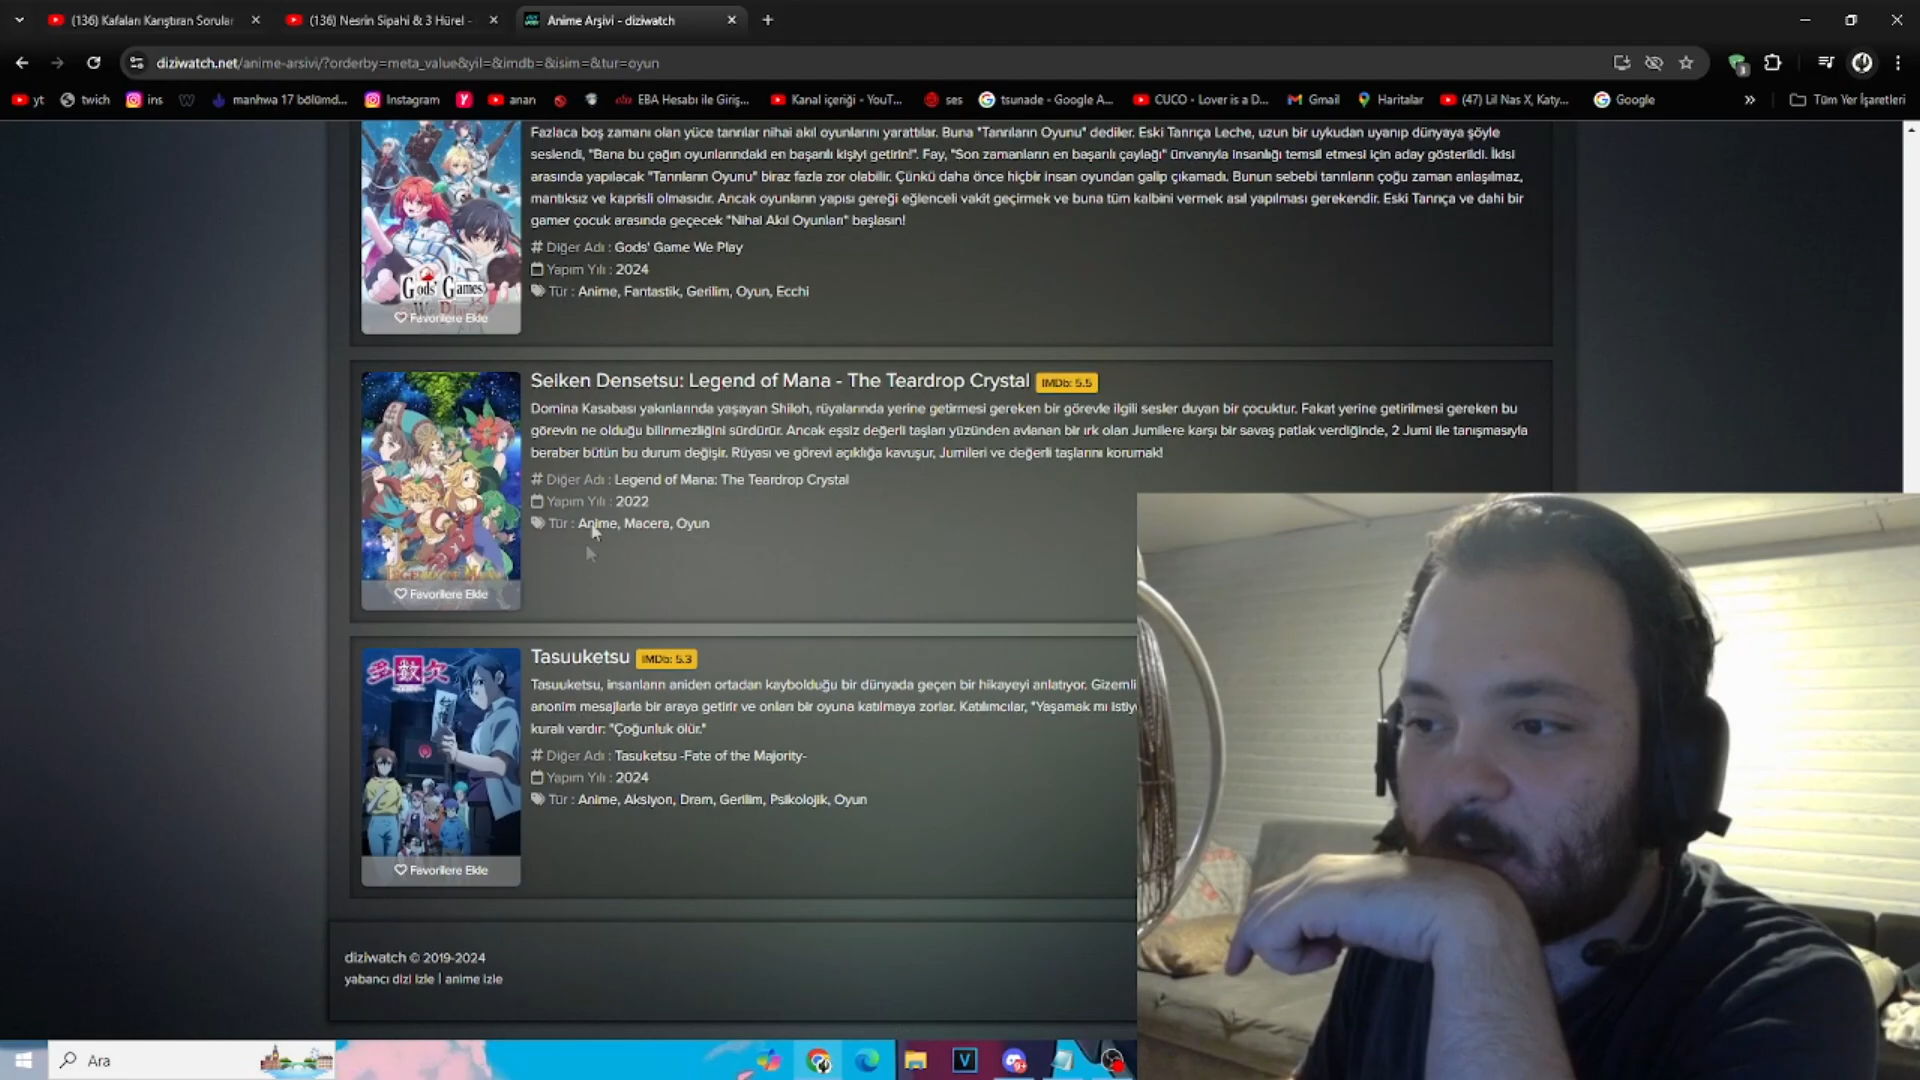 (136) Kafaları Karıştıran Sorular
(136) Nesrin Sipahi & 3 Hürel -
Anime Arşivi - diziwatch
diziwatch.net/anime-arsivi/?orderby=meta_value&yil=&imdb=&isim=&tur=oyun
yt
twich
ins
manhwa 17 bölümd...
Instagram
anan
EBA Hesabı ile Giriş...
Kanal içeriği - YouT...
ses
tsunade - Google A...
CUCO - Lover is a D...
Gmail
Haritalar
(47) Lil Nas X, Katy...
Google
Tüm Yer İşaretleri
Fazlaca boş zamanı olan yüce tanrılar nihai akıl oyunlarını yarattılar. Buna "Tanrıların Oyunu" dediler. Eski Tanrıça Leche, uzun bir uykudan uyanıp dünyaya şöyle
seslendi, "Bana bu çağın oyunlarındaki en başarılı kişiyi getirin!". Fay, "Son zamanların en başarılı çaylağı" ünvanıyla insanlığı temsil etmesi için aday gösterildi. İkisi
arasında yapılacak "Tanrıların Oyunu" biraz fazla zor olabilir. Çünkü daha önce hiçbir insan oyundan galip çıkamadı. Bunun sebebi tanrıların çoğu zaman anlaşılmaz,
mantıksız ve kaprisli olmasıdır. Ancak oyunların yapısı gereği eğlenceli vakit geçirmek ve buna tüm kalbini vermek asıl yapılması gerekendir. Eski Tanrıça ve dahi bir
gamer çocuk arasında geçecek "Nihai Akıl Oyunları" başlasın!
Diğer Adı : Gods' Game We Play
Yapım Yılı : 2024
Tür : Anime, Fantastik, Gerilim, Oyun, Ecchi
Gods' Games
We Play
Favorilere Ekle
Seiken Densetsu: Legend of Mana - The Teardrop Crystal IMDb: 5.5
Domina Kasabası yakınlarında yaşayan Shiloh, rüyalarında yerine getirmesi gereken bir görevle ilgili sesler duyan bir çocuktur. Fakat yerine getirilmesi gereken bu
görevin ne olduğu bilinmezliğini sürdürür. Ancak eşsiz değerli taşları yüzünden avlanan bir ırk olan Jumilere karşı bir savaş patlak verdiğinde, 2 Jumi ile tanışmasıyla
beraber bütün bu durum değişir. Rüyası ve görevi açıklığa kavuşur, Jumileri ve değerli taşlarını korumak!
Diğer Adı : Legend of Mana: The Teardrop Crystal
Yapım Yılı : 2022
Tür : Anime, Macera, Oyun
Favorilere Ekle
Tasuuketsu IMDb: 5.3
多数欠
Tasuuketsu, insanların aniden ortadan kaybolduğu bir dünyada geçen bir hikayeyi anlatıyor. Gizemli
anonim mesajlarla bir araya getirir ve onları bir oyuna katılmaya zorlar. Katılımcılar, "Yaşamak mı istiy
kuralı vardır: "Çoğunluk ölür."
Diğer Adı : Tasuketsu -Fate of the Majority-
Yapım Yılı : 2024
Tür : Anime, Aksiyon, Dram, Gerilim, Psikolojik, Oyun
Favorilere Ekle
diziwatch © 2019-2024
yabancı dizi izle | anime izle
Ara